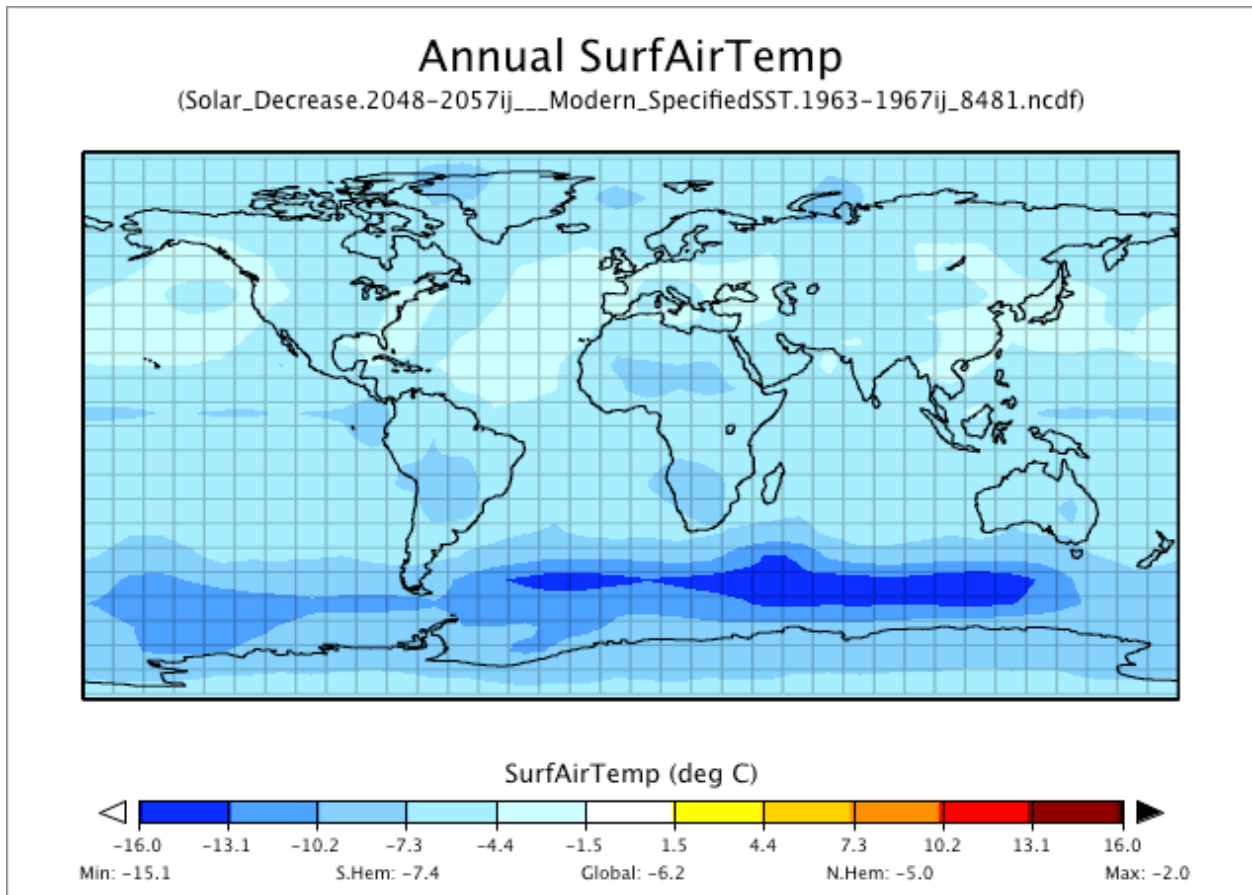 Annual SurfAirTemp
(Solar_Decrease.2048-2057ij___Modern_SpecifiedSST.1963-1967ij_8481.ncdf)
SurfAirTemp (deg C)
-16.0 -13.1 -10.2 -7.3 -4.4 -1.5 1.5 4.4 7.3 10.2 13.1 16.0
Min: -15.1 S.Hem: -7.4 Global: -6.2 N.Hem: -5.0 Max: -2.0